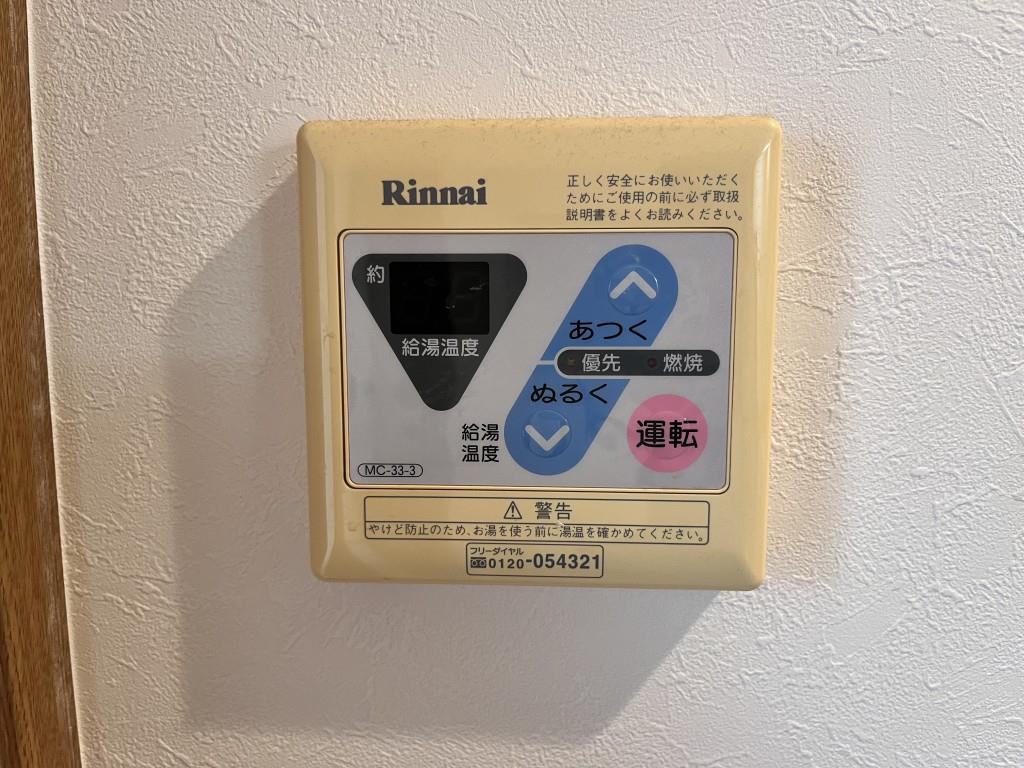 Rinnai
正しく安全にお使いいただく
ためにご使用の前に必ず取扱
説明書をよくお読みください。
約
給湯温度
あつく
優先 燃焼
ぬるく
給湯
温度
運転
MC-33-3
⚠ 警告
やけど防止のため、お湯を使う前に湯温を確かめてください。
フリーダイヤル
0120-054321